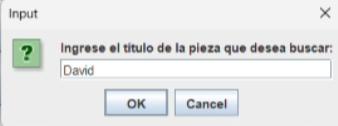 Input
Ingrese el título de la pieza que desea buscar:
David
OK
Cancel